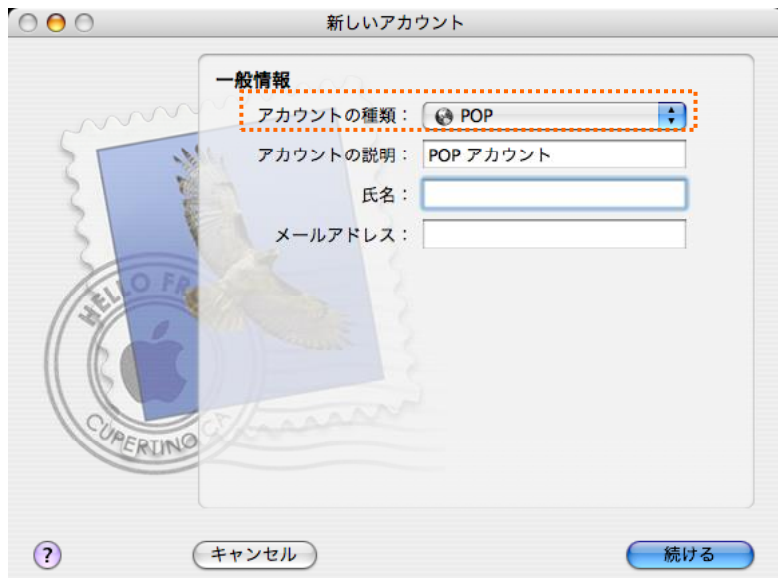 新しいアカウント
一般情報
アカウントの種類： POP
アカウントの説明： POP アカウント
氏名：
メールアドレス：
HELLO FR
CUPERTINO CA
? キャンセル 続ける